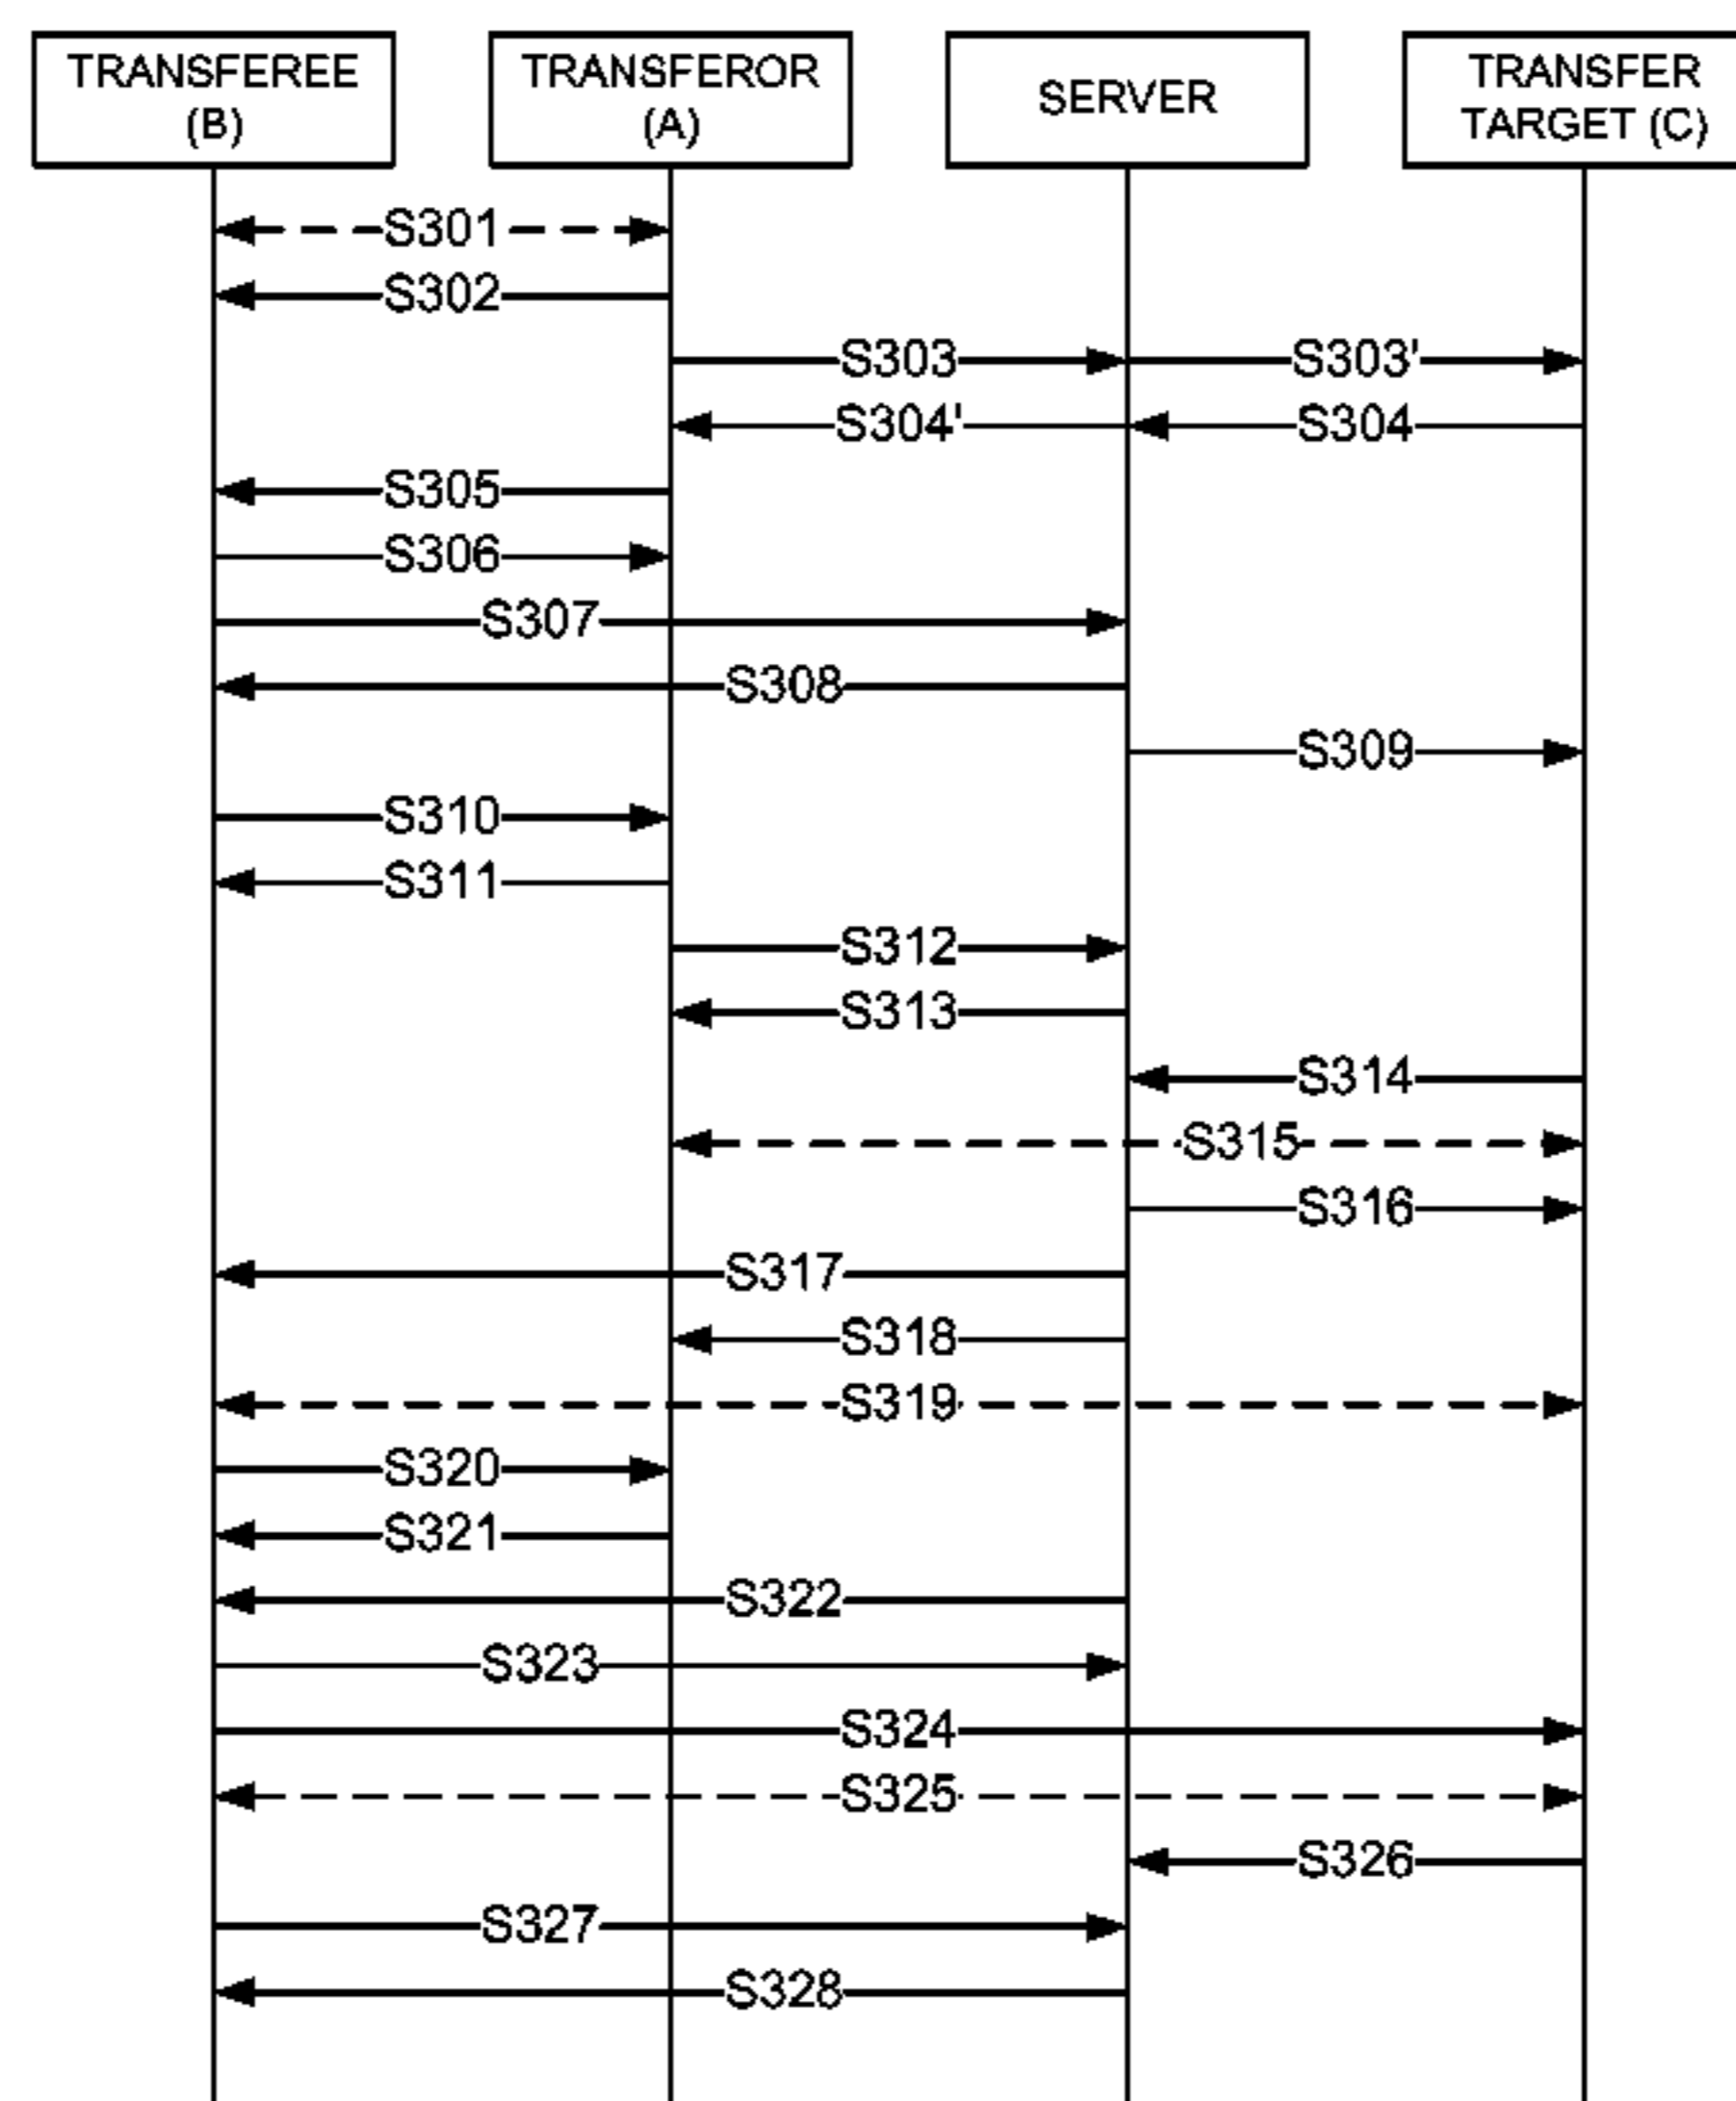 TRANSFEREE
(B)
TRANSFEROR
(A)
SERVER
TRANSFER
TARGET (C)
S301
S302
S303
S303'
S304'
S304
S305
S306
S307
S308
S309
S310
S311
S312
S313
S314
S315
S316
S317
S318
S319
S320
S321
S322
S323
S324
S325
S326
S327
S328